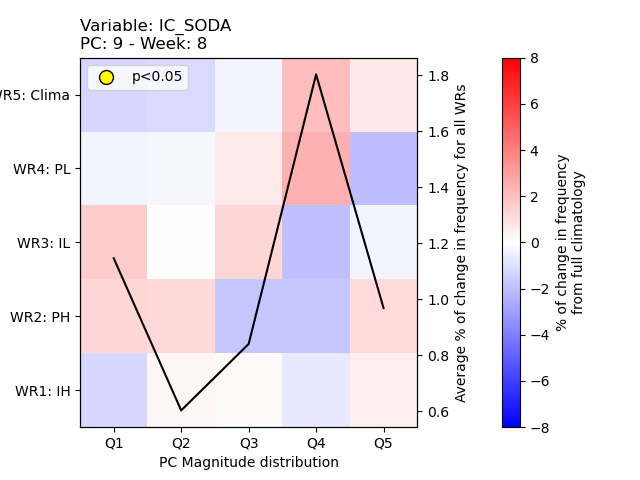 Variable: IC_SODA
PC: 9 - Week: 8
p<0.05
WR5: Clima
WR4: PL
WR3: IL
WR2: PH
WR1: IH
Q1 Q2 Q3 Q4 Q5
PC Magnitude distribution
1.8
1.6
1.4
1.2
1.0
0.8
0.6
Average % of change in frequency for all WRs
8
6
4
2
0
−2
−4
−6
−8
% of change in frequency
from full climatology